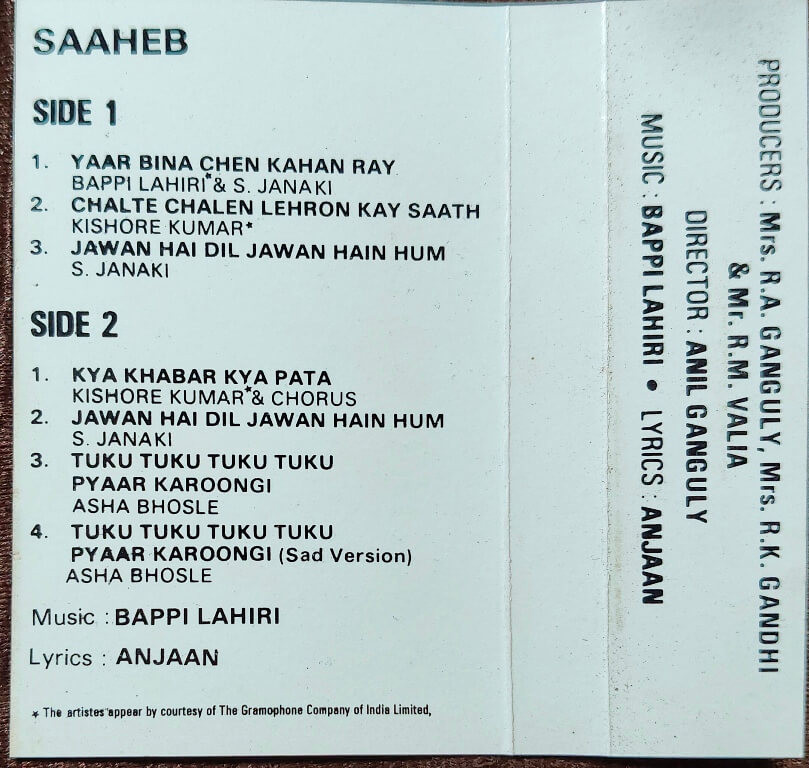 SAAHEB
SIDE 1
1. YAAR BINA CHEN KAHAN RAY
BAPPI LAHIRI* & S. JANAKI
2. CHALTE CHALEN LEHRON KAY SAATH
KISHORE KUMAR*
3. JAWAN HAI DIL JAWAN HAIN HUM
S. JANAKI
SIDE 2
1. KYA KHABAR KYA PATA
KISHORE KUMAR* & CHORUS
2. JAWAN HAI DIL JAWAN HAIN HUM
S. JANAKI
3. TUKU TUKU TUKU TUKU
PYAAR KAROONGI
ASHA BHOSLE
4. TUKU TUKU TUKU TUKU
PYAAR KAROONGI (Sad Version)
ASHA BHOSLE
Music : BAPPI LAHIRI
Lyrics : ANJAAN
* The artistes appear by courtesy of The Gramophone Company of India Limited,
PRODUCERS : Mrs. R.A. GANGULY, Mrs. R.K. GANDHI
& Mr. R.M. VALIA
DIRECTOR : ANIL GANGULY
MUSIC : BAPPI LAHIRI • LYRICS : ANJAAN